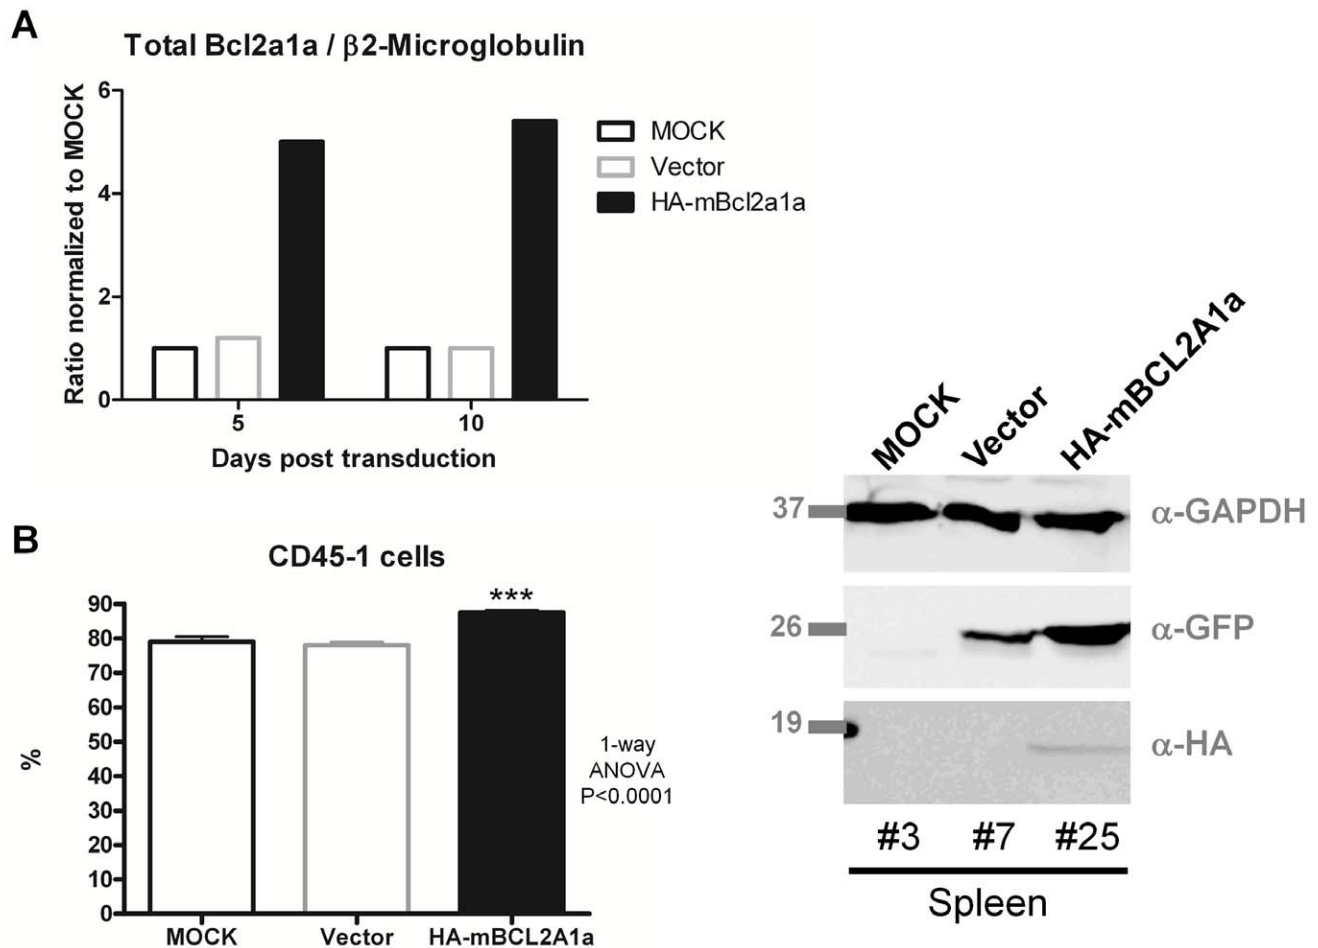 A
Total Bcl2a1a / β2-Microglobulin
Ratio normalized to MOCK
6
4
2
0
5
10
Days post transduction
MOCK
Vector
HA-mBcl2a1a
B
CD45-1 cells
%
90
80
70
60
50
40
30
20
10
0
***
1-way
ANOVA
P<0.0001
MOCK
Vector
HA-mBCL2A1a
MOCK
Vector
HA-mBCL2A1a
37
α-GAPDH
26
α-GFP
19
α-HA
#3
#7
#25
Spleen